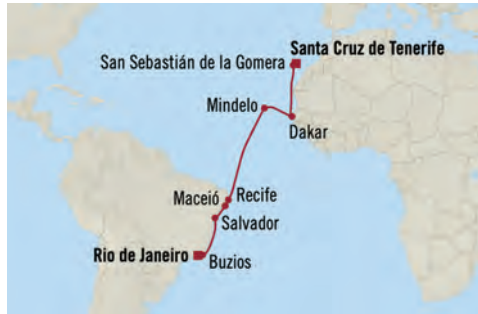 Santa Cruz de Tenerife
San Sebastián de la Gomera
Mindelo
Dakar
Maceió
Recife
Salvador
Rio de Janeiro
Buzios